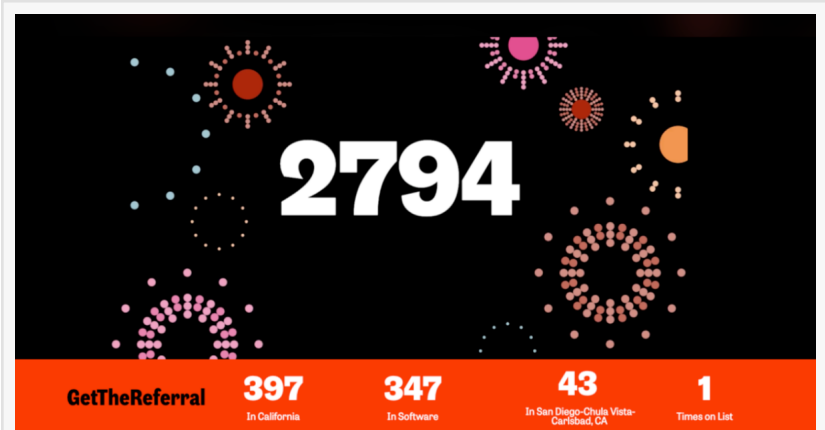 2794
GetTheReferral
397
In California
347
In Software
43
In San Diego-Chula Vista-
Carlsbad, CA
1
Times on List